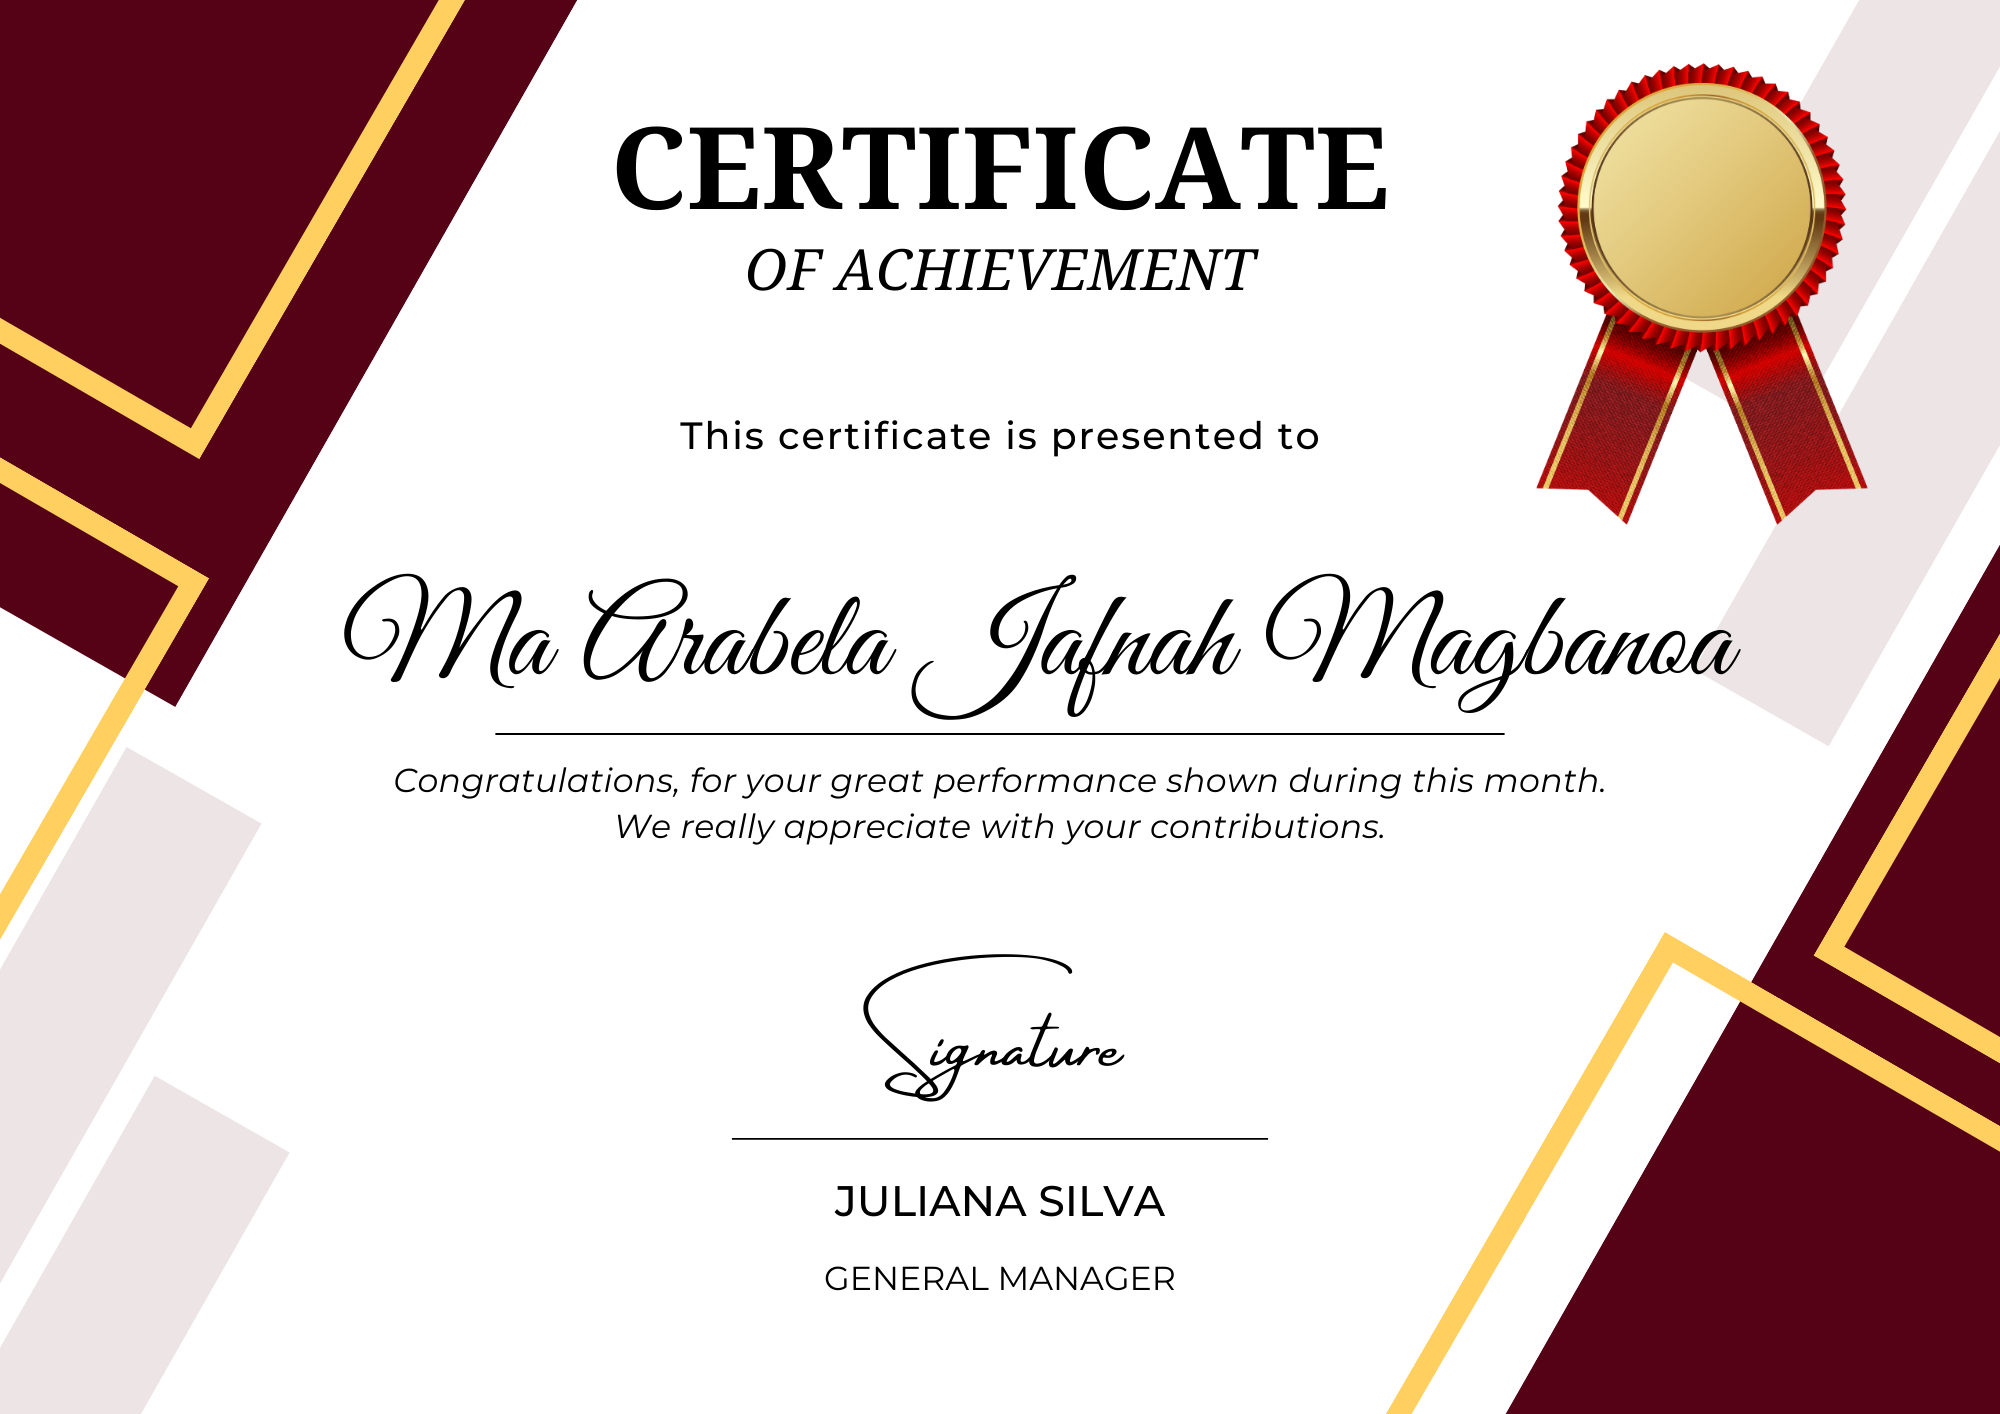 CERTIFICATE
OF ACHIEVEMENT
This certificate is presented to
Ma Arabela Jafnah Magbanoa
Congratulations, for your great performance shown during this month.
We really appreciate with your contributions.
Signature
JULIANA SILVA
GENERAL MANAGER